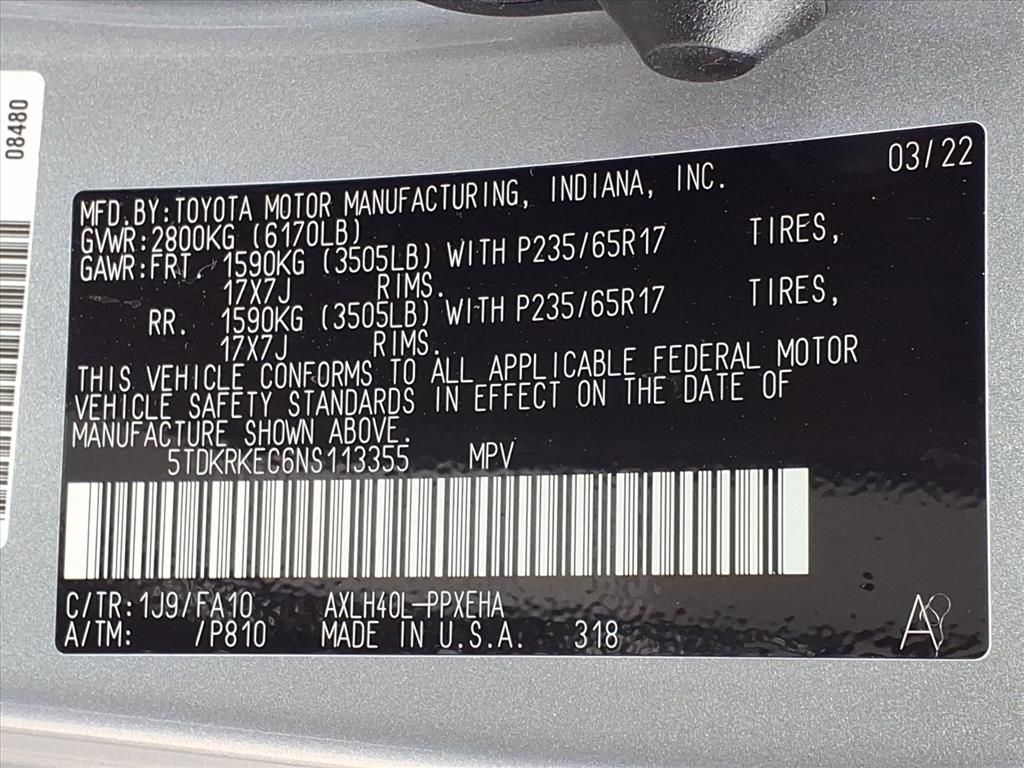 08480
03/22
MFD.BY:TOYOTA MOTOR MANUFACTURING, INDIANA, INC.
GVWR:2800KG (6170LB)
GAWR:FRT. 1590KG (3505LB) WITH P235/65R17 TIRES,
17X7J RIMS.
RR. 1590KG (3505LB) WITH P235/65R17 TIRES,
17X7J RIMS.
THIS VEHICLE CONFORMS TO ALL APPLICABLE FEDERAL MOTOR
VEHICLE SAFETY STANDARDS IN EFFECT ON THE DATE OF
MANUFACTURE SHOWN ABOVE.
5TDKRKEC6NS113355 MPV
C/TR:1J9/FA10 AXLH40L-PPXEHA
A/TM: /P810 MADE IN U.S.A. 318
A